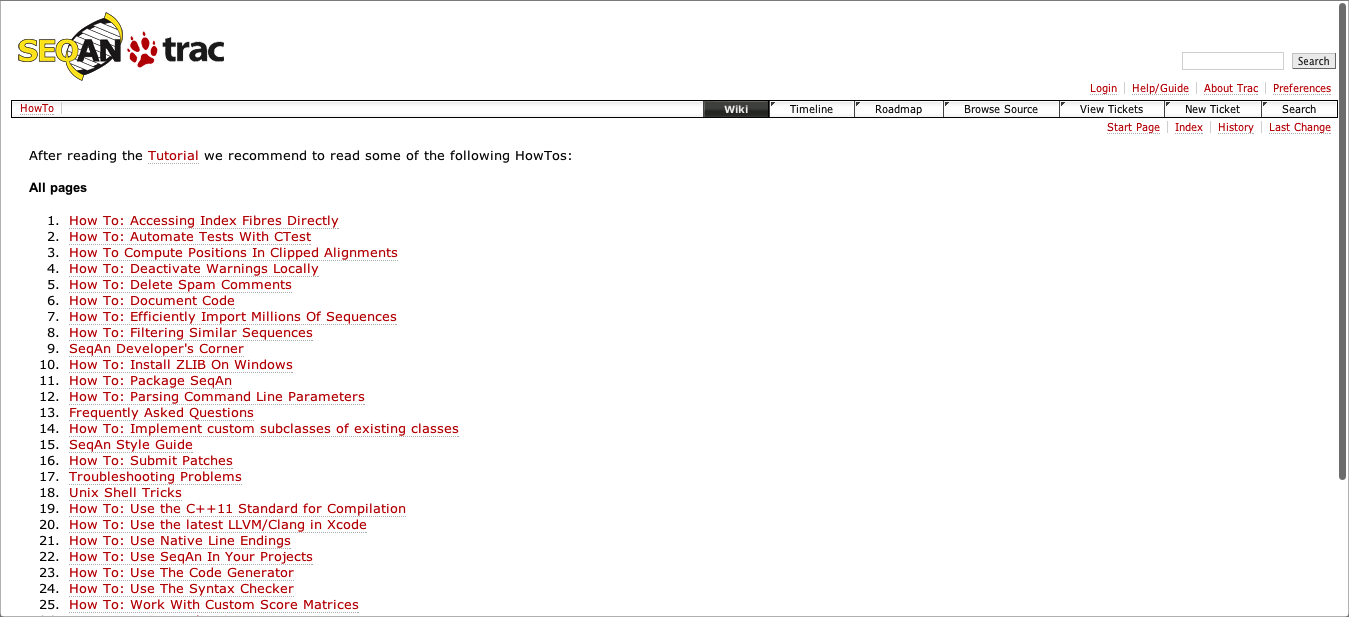 SEQAN trac
Search
Login Help/Guide About Trac Preferences
HowTo Wiki Timeline Roadmap Browse Source View Tickets New Ticket Search
Start Page Index History Last Change
After reading the Tutorial we recommend to read some of the following HowTos:
All pages
1. How To: Accessing Index Fibres Directly
2. How To: Automate Tests With CTest
3. How To Compute Positions In Clipped Alignments
4. How To: Deactivate Warnings Locally
5. How To: Delete Spam Comments
6. How To: Document Code
7. How To: Efficiently Import Millions Of Sequences
8. How To: Filtering Similar Sequences
9. SeqAn Developer's Corner
10. How To: Install ZLIB On Windows
11. How To: Package SeqAn
12. How To: Parsing Command Line Parameters
13. Frequently Asked Questions
14. How To: Implement custom subclasses of existing classes
15. SeqAn Style Guide
16. How To: Submit Patches
17. Troubleshooting Problems
18. Unix Shell Tricks
19. How To: Use the C++11 Standard for Compilation
20. How To: Use the latest LLVM/Clang in Xcode
21. How To: Use Native Line Endings
22. How To: Use SeqAn In Your Projects
23. How To: Use The Code Generator
24. How To: Use The Syntax Checker
25. How To: Work With Custom Score Matrices